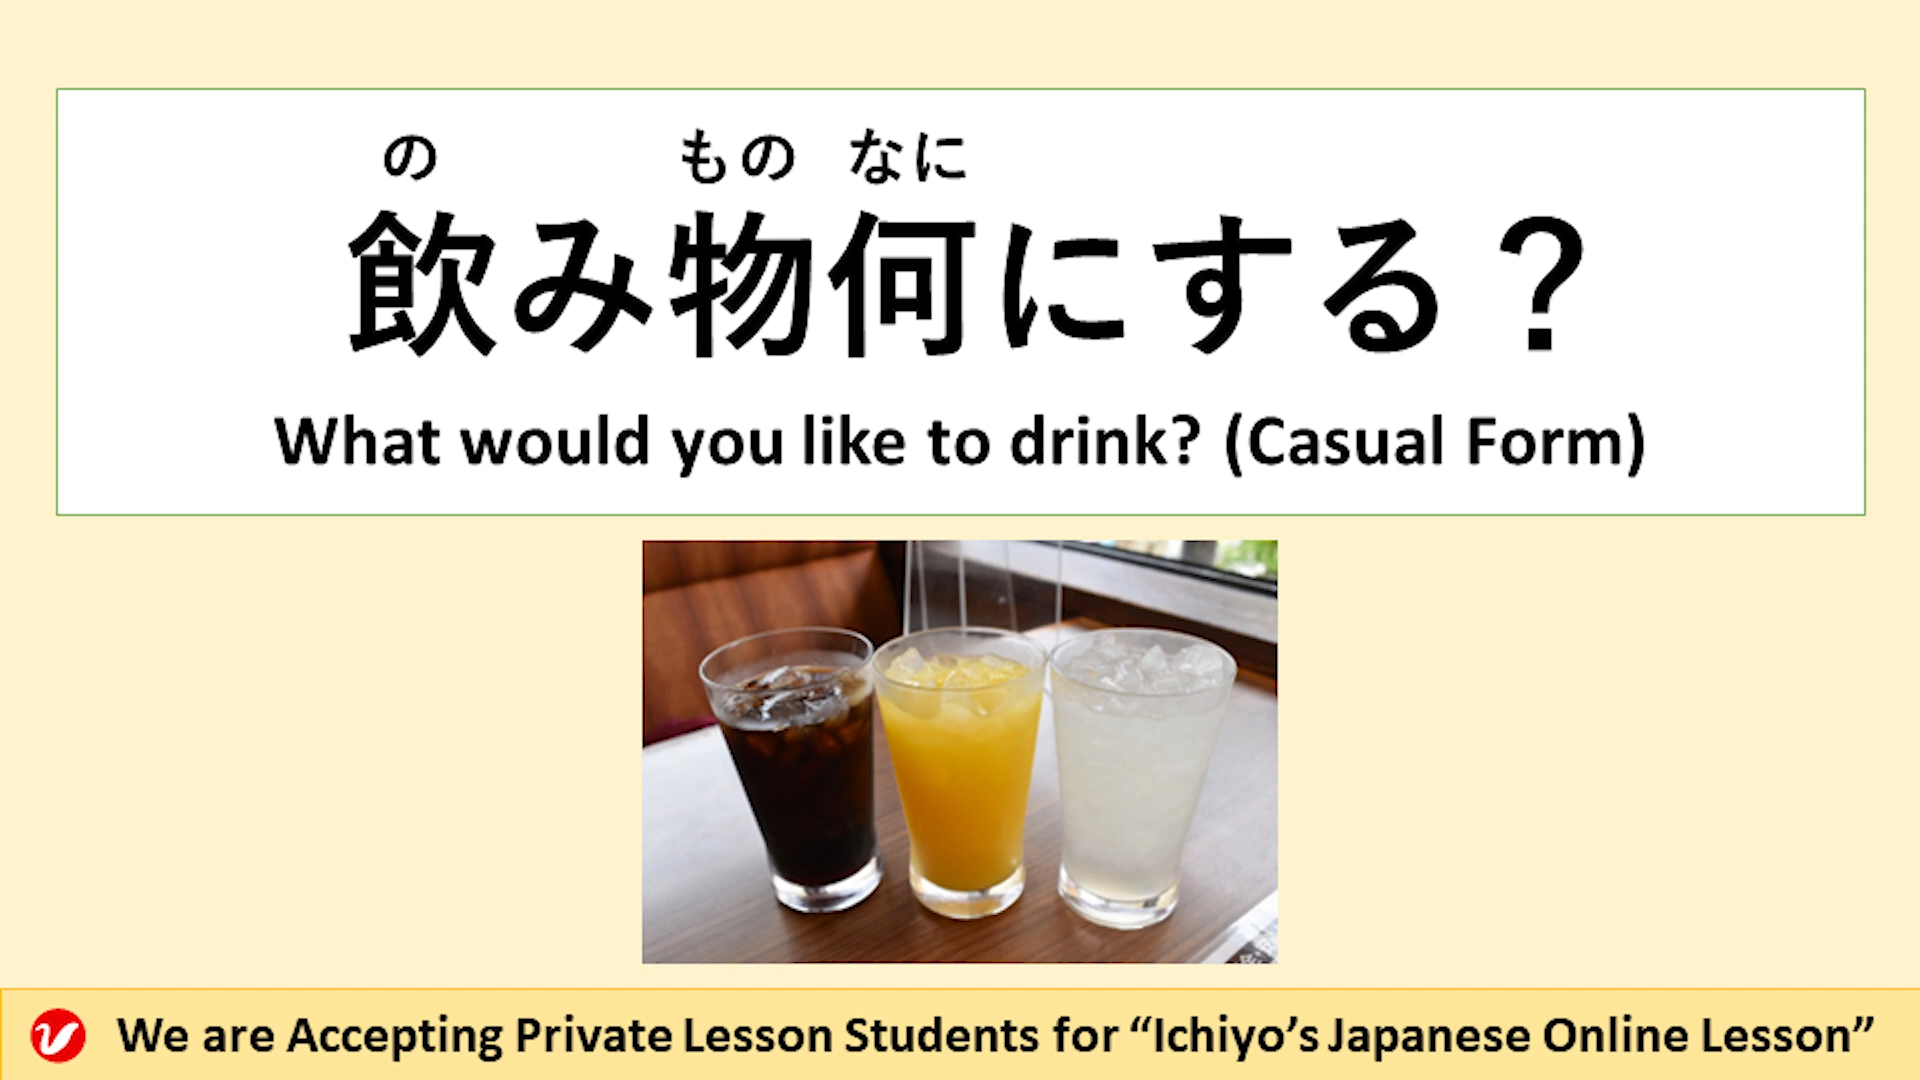 の もの なに
飲み物何にする？
What would you like to drink? (Casual Form)
We are Accepting Private Lesson Students for “Ichiyo’s Japanese Online Lesson”